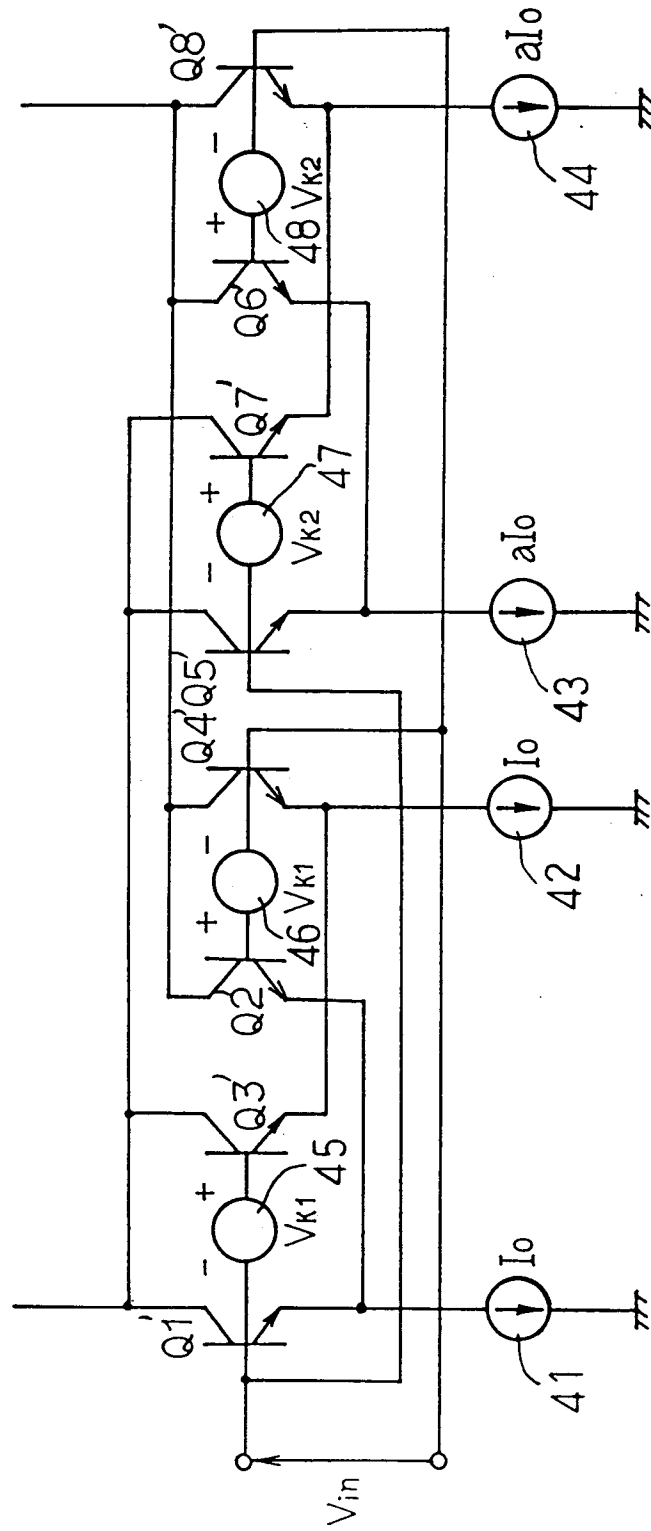 Vin
Q1'
- +
VK1
45
Q3'
Q2
+ -
46 VK1
Q4'Q5'
- +
VK2
47
Q7'
Q6
+ -
48 VK2
Q8'
41
Io
42
Io
43
aIo
44
aIo